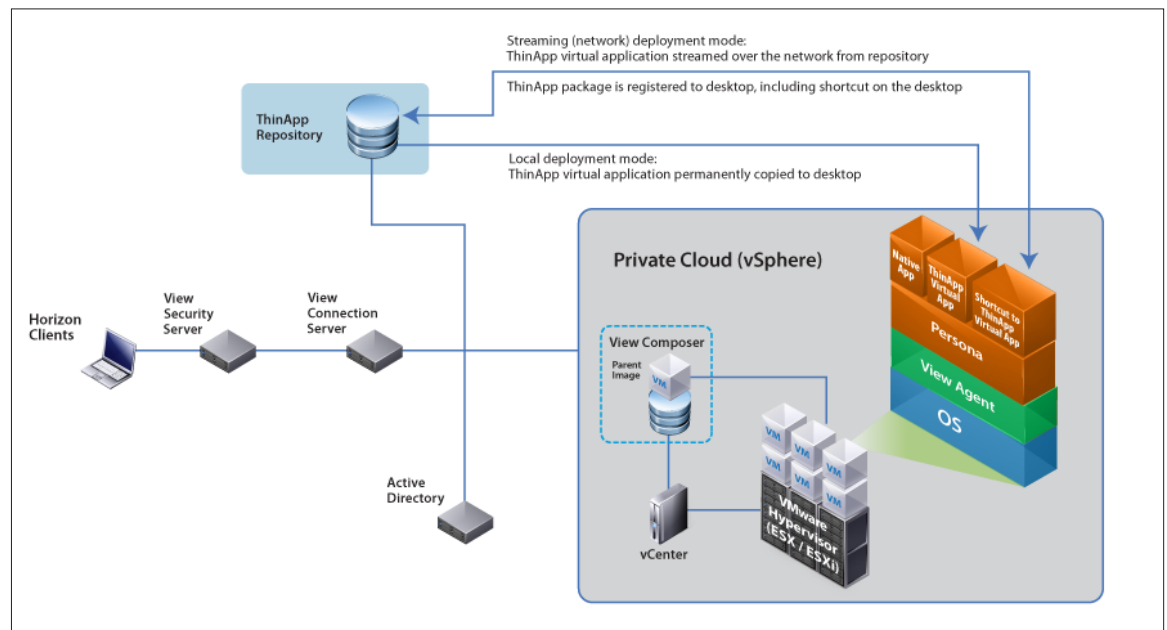 Streaming (network) deployment mode:
ThinApp virtual application streamed over the network from repository
ThinApp package is registered to desktop, including shortcut on the desktop
ThinApp
Repository
Local deployment mode:
ThinApp virtual application permanently copied to desktop
Private Cloud (vSphere)
Native
App
ThinApp
Virtual
App
Shortcut to
ThinApp
Virtual App
Persona
View Agent
OS
Horizon
Clients
View
Security
Server
View
Connection
Server
View Composer
Parent
Image
VM
VM
VM
VM
VM
VM
VM
VMware
Hypervisor
(ESX / ESXi)
vCenter
Active
Directory